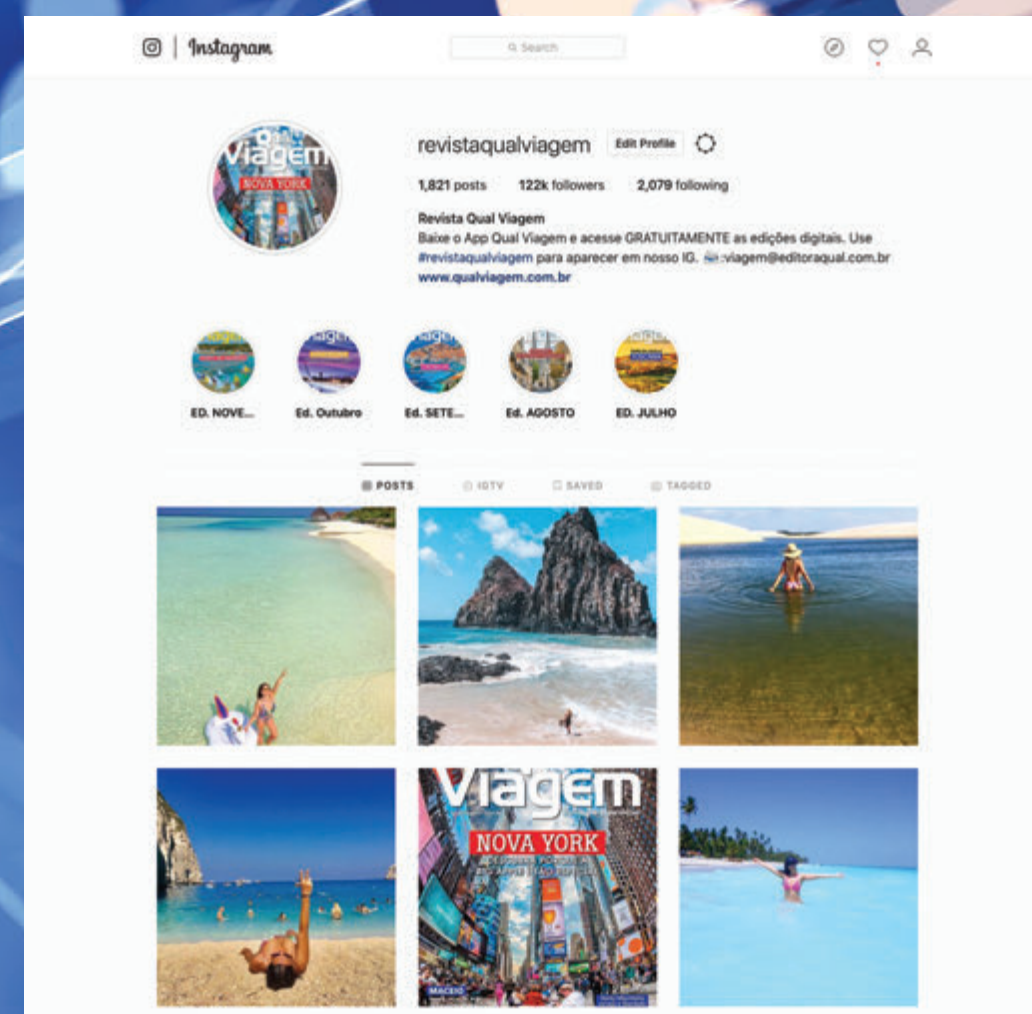 Instagram
Search
Viagem
NOVA YORK
revistaqualviagem Edit Profile
1,821 posts 122k followers 2,079 following
Revista Qual Viagem
Baixe o App Qual Viagem e acesse GRATUITAMENTE as edições digitais. Use
#revistaqualviagem para aparecer em nosso IG. :viagem@editoraqual.com.br
www.qualviagem.com.br
ED. NOVE... Ed. Outubro Ed. SETE... Ed. AGOSTO ED. JULHO
POSTS IGTV SAVED TAGGED
Viagem
NOVA YORK
MACEIÓ